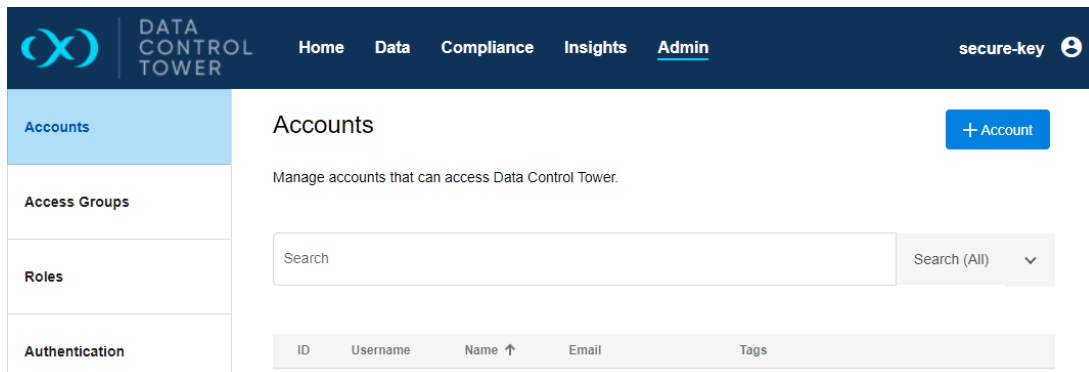 DATA
CONTROL
TOWER
Home Data Compliance Insights Admin
secure-key
Accounts
Access Groups
Roles
Authentication
Accounts
+ Account
Manage accounts that can access Data Control Tower.
Search
Search (All)
ID Username Name ↑ Email Tags